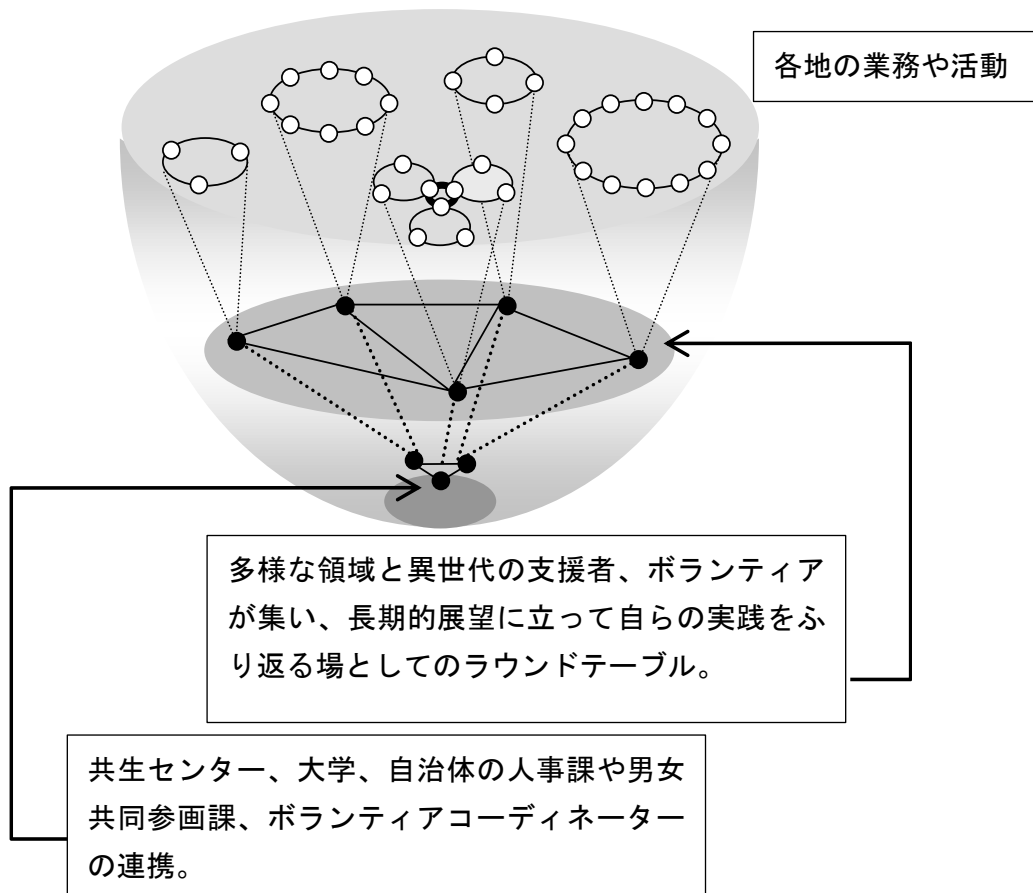 各地の業務や活動
多様な領域と異世代の支援者、ボランティア
が集い、長期的展望に立って自らの実践をふ
り返る場としてのラウンドテーブル。
共生センター、大学、自治体の人事課や男女
共同参画課、ボランティアコーディネーター
の連携。